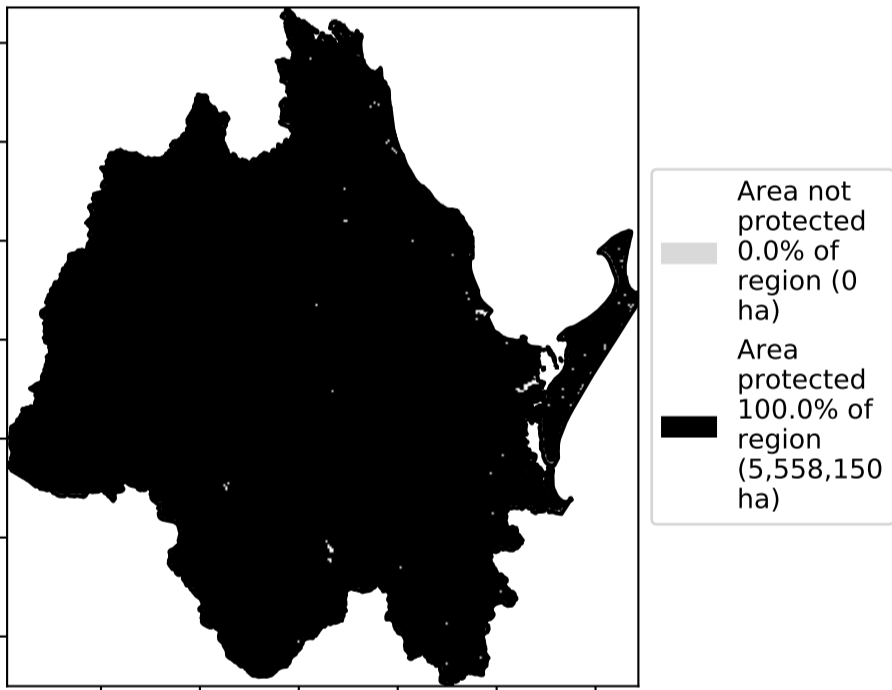 Area not
protected
0.0% of
region (0
ha)
Area
protected
100.0% of
region
(5,558,150
ha)